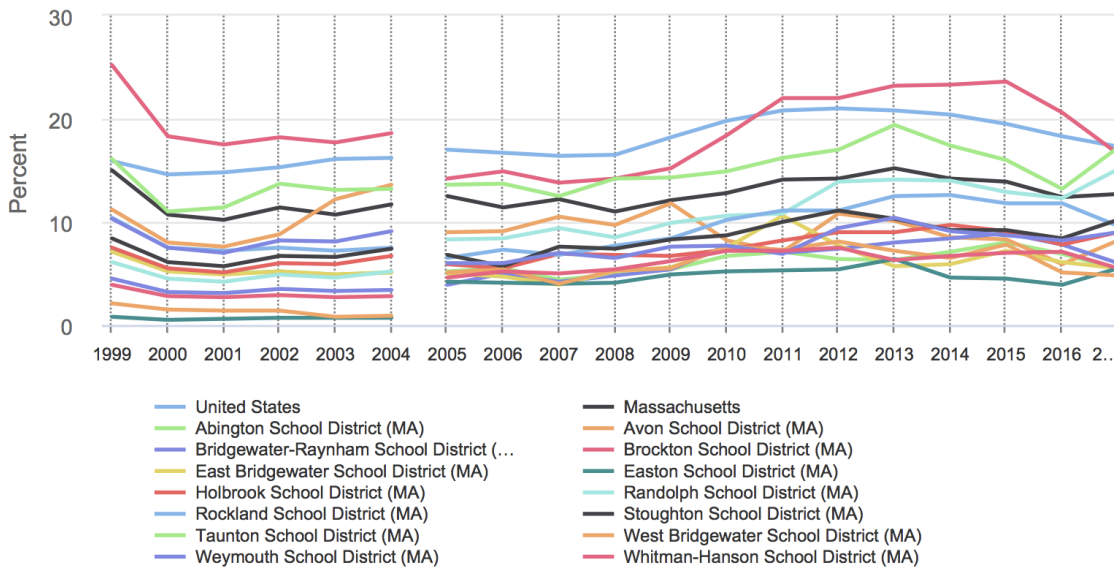 30
20
10
0
Percent
1999 2000 2001 2002 2003 2004 2005 2006 2007 2008 2009 2010 2011 2012 2013 2014 2015 2016 2…
United States
Massachusetts
Abington School District (MA)
Avon School District (MA)
Bridgewater-Raynham School District (…
Brockton School District (MA)
East Bridgewater School District (MA)
Easton School District (MA)
Holbrook School District (MA)
Randolph School District (MA)
Rockland School District (MA)
Stoughton School District (MA)
Taunton School District (MA)
West Bridgewater School District (MA)
Weymouth School District (MA)
Whitman-Hanson School District (MA)